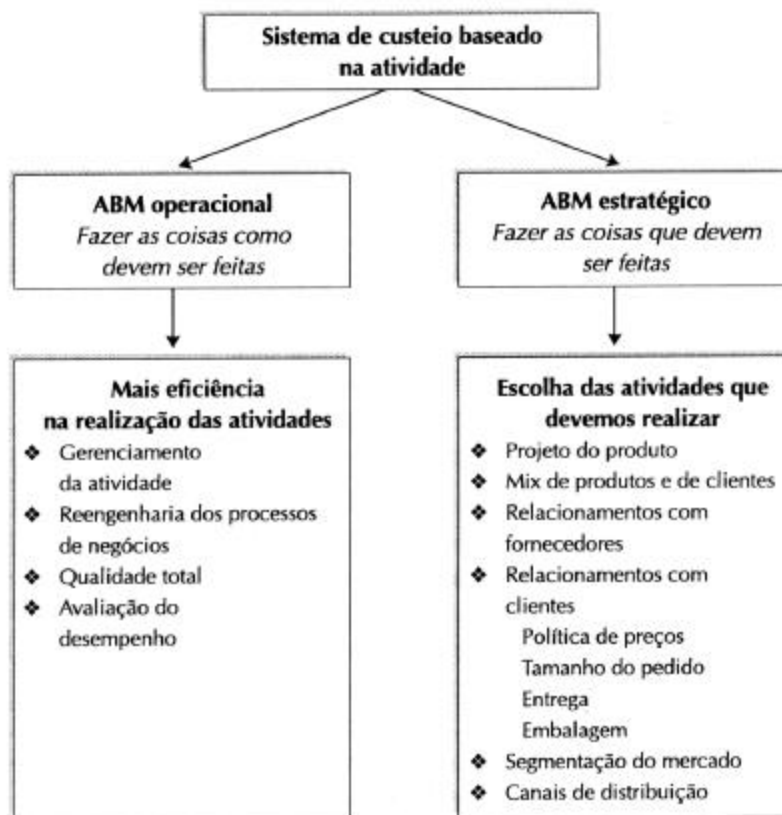 Sistema de custeio baseado
na atividade
ABM operacional
Fazer as coisas como
devem ser feitas
ABM estratégico
Fazer as coisas que devem
ser feitas
Mais eficiência
na realização das atividades
❖ Gerenciamento
da atividade
❖ Reengenharia dos processos
de negócios
❖ Qualidade total
❖ Avaliação do
desempenho
Escolha das atividades que
devemos realizar
❖ Projeto do produto
❖ Mix de produtos e de clientes
❖ Relacionamentos com
fornecedores
❖ Relacionamentos com
clientes
Política de preços
Tamanho do pedido
Entrega
Embalagem
❖ Segmentação do mercado
❖ Canais de distribuição